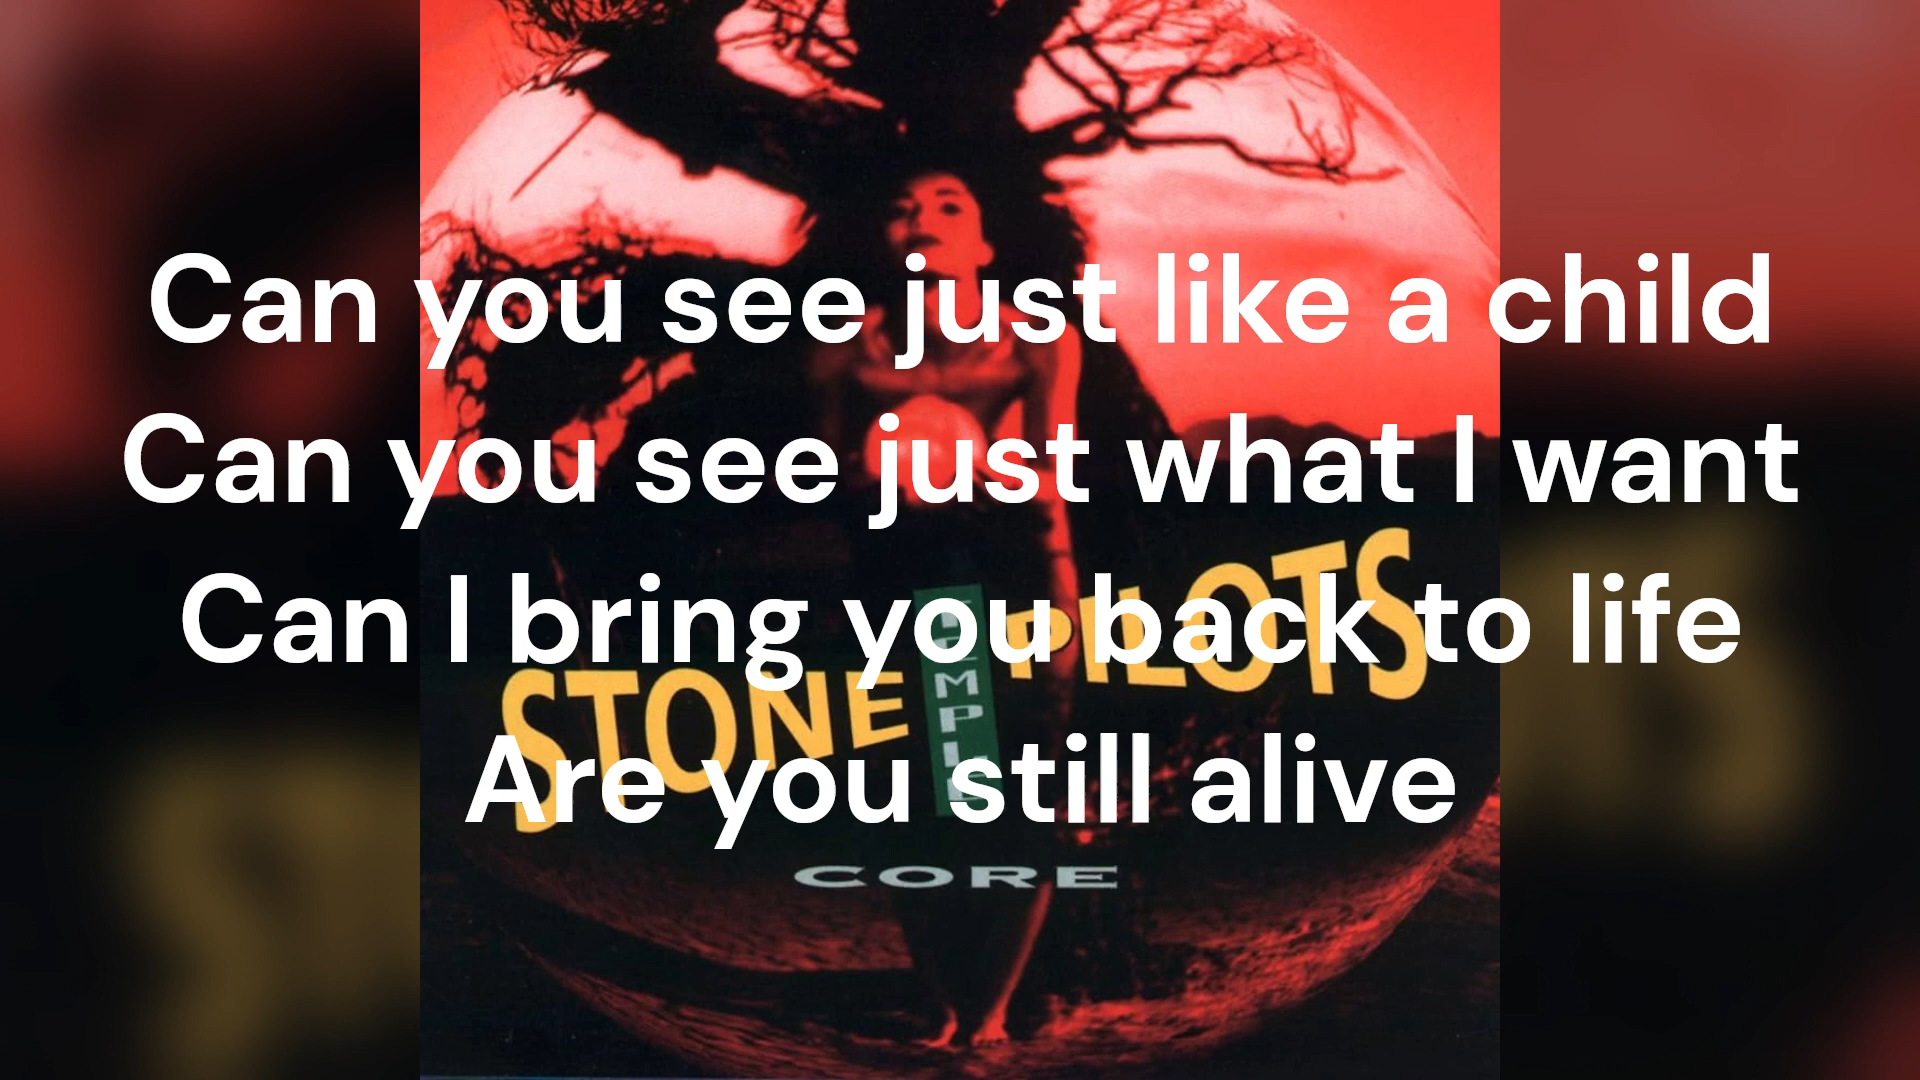 Can you see just like a child
Can you see just what I want
Can I bring you back to life
Are you still alive
STONE TEMPLE PILOTS
CORE